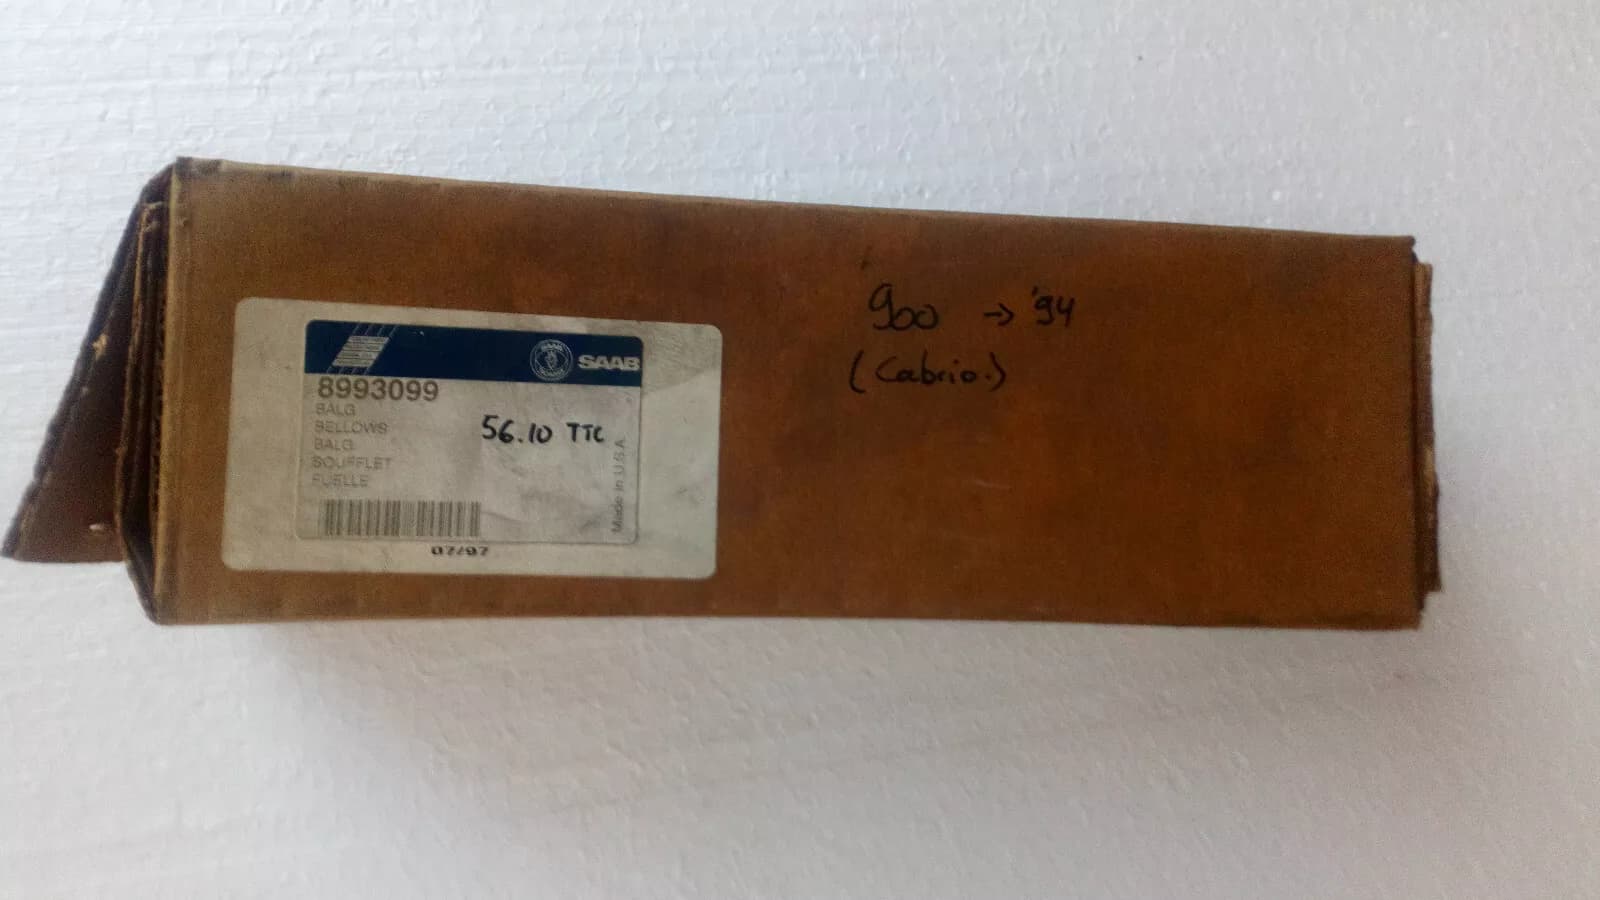 SAAB
8993099
BALG
BELLOWS
BALG
SOUFFLET
FUELLE
56.10 TTC
Made in U.S.A
07/97
900 → '94
(Cabrio.)